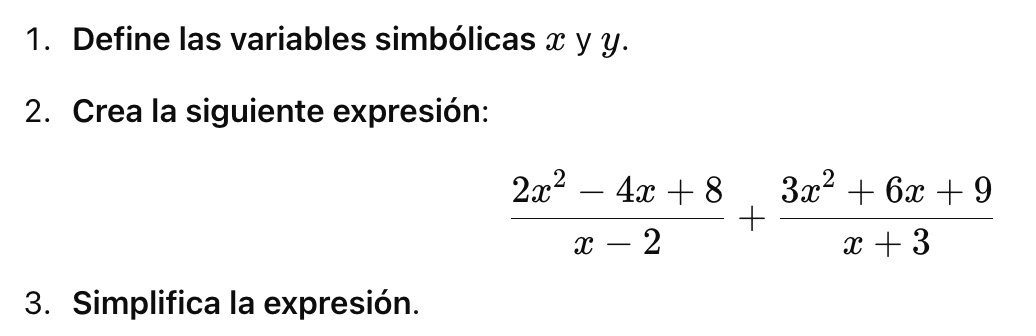 1. Define las variables simbólicas x y y.
2. Crea la siguiente expresión:
\frac{2x^2 - 4x + 8}{x - 2} + \frac{3x^2 + 6x + 9}{x + 3}
3. Simplifica la expresión.